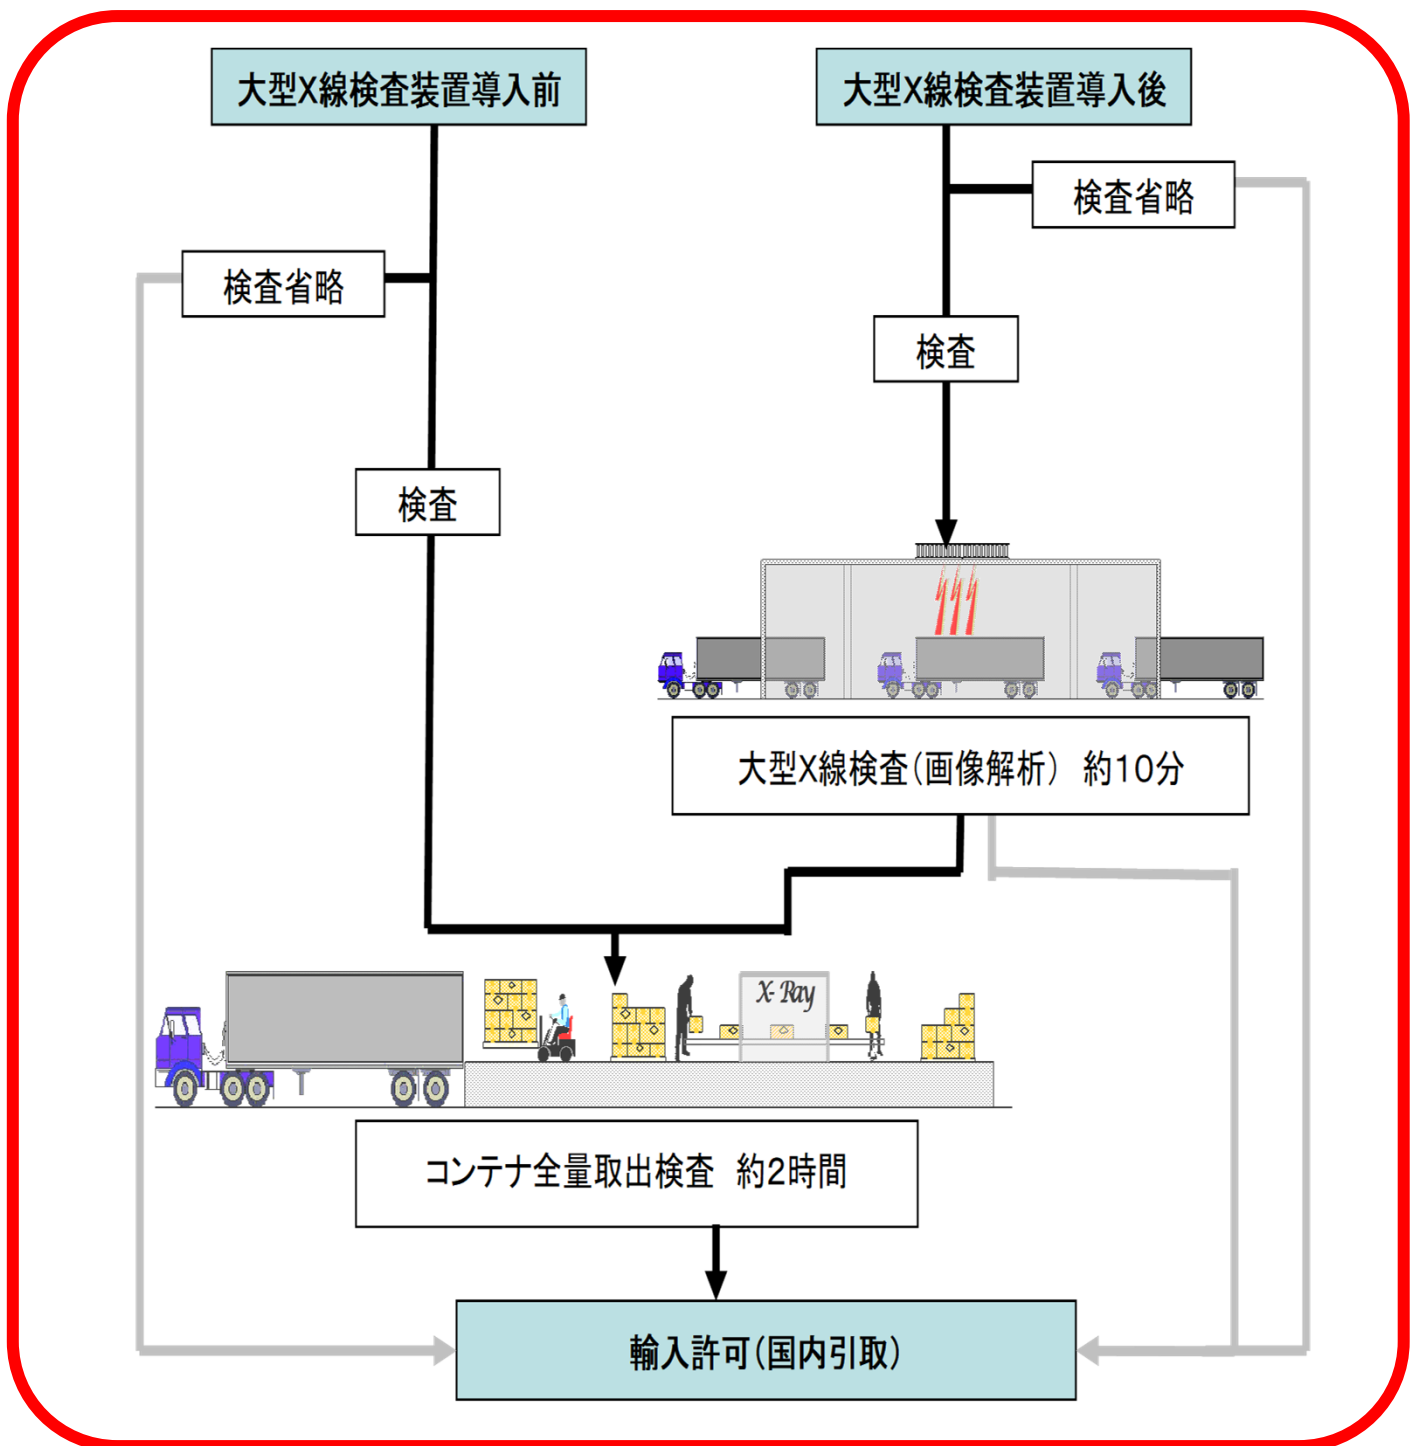 大型X線検査装置導入前
大型X線検査装置導入後
検査省略
検査省略
検査
検査
大型X線検査(画像解析) 約10分
X-Ray
コンテナ全量取出検査 約2時間
輸入許可(国内引取)